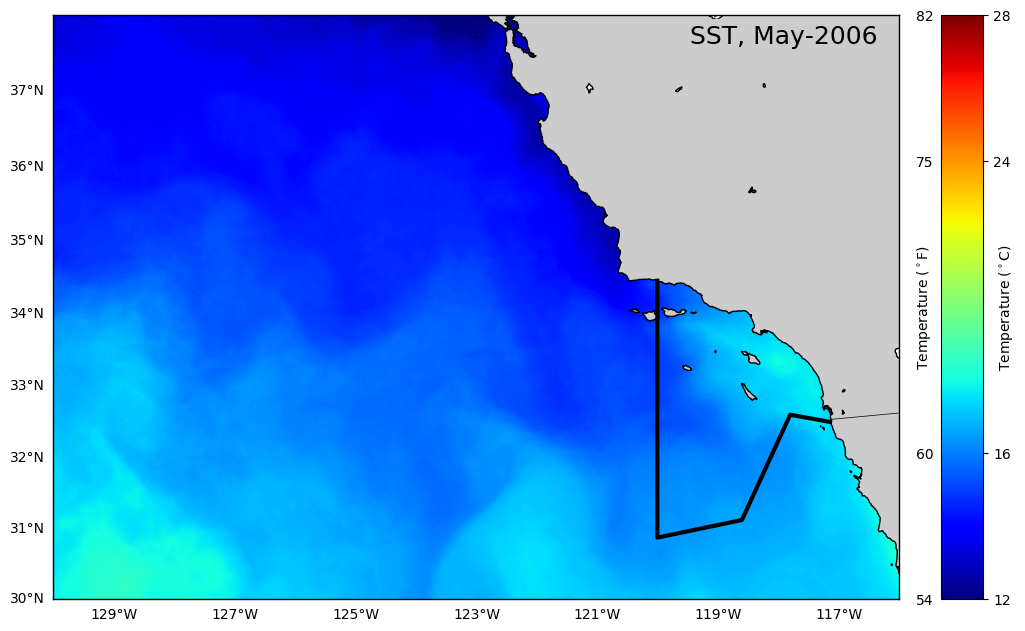 SST, May-2006
37°N
36°N
35°N
34°N
33°N
32°N
31°N
30°N
129°W
127°W
125°W
123°W
121°W
119°W
117°W
82
75
60
54
Temperature (°F)
28
24
16
12
Temperature (°C)